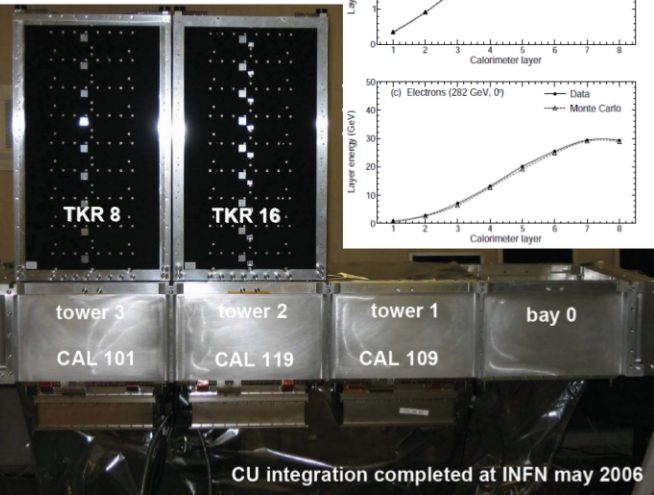 Lay
1
0
1 2 3 4 5 6 7 8
Calorimeter layer
(c) Electrons (282 GeV, 0°)
Data
Monte Carlo
Layer energy (GeV)
50
40
30
20
10
0
1 2 3 4 5 6 7 8
Calorimeter layer
TKR 8
TKR 16
tower 3
tower 2
tower 1
bay 0
CAL 101
CAL 119
CAL 109
CU integration completed at INFN may 2006